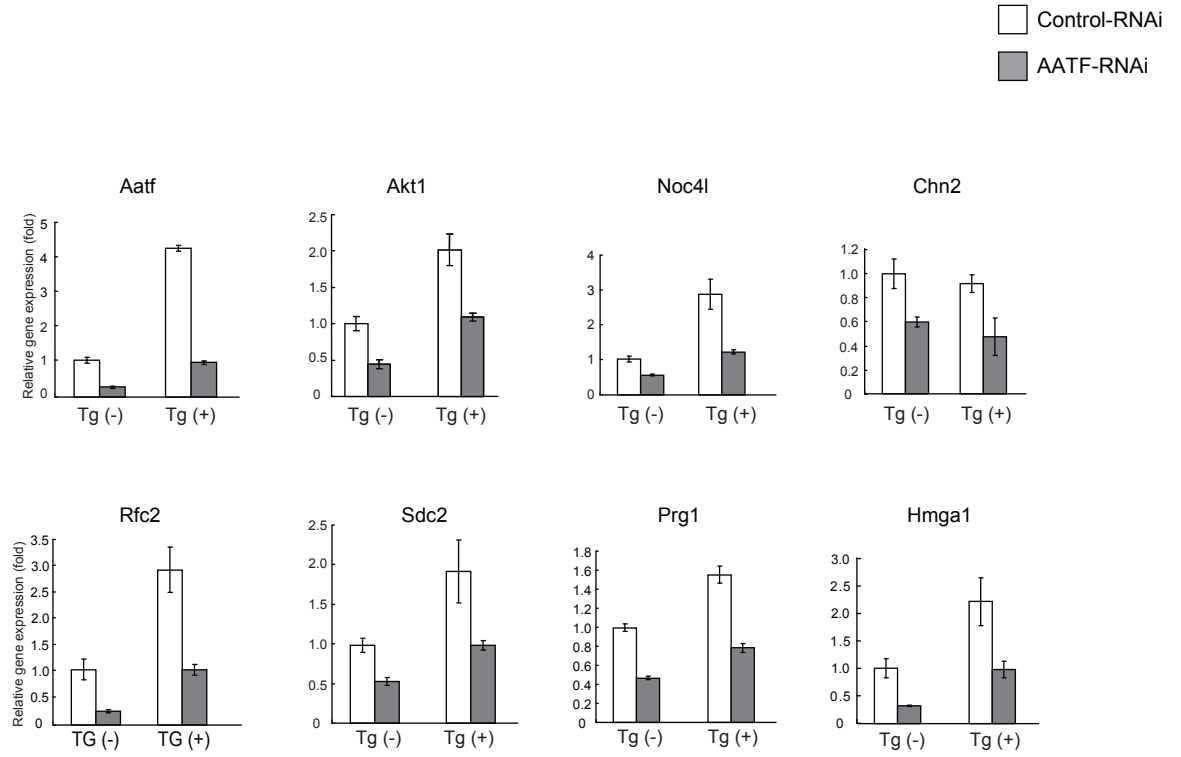 Control-RNAi
AATF-RNAi
Aatf
Relative gene expression (fold)
5
4
3
2
1
0
Tg (-) Tg (+)
Akt1
2.5
2.0
1.5
1.0
0.5
0
Tg (-) Tg (+)
Noc4l
4
3
2
1
0
Tg (-) Tg (+)
Chn2
1.2
1.0
0.8
0.6
0.4
0.2
0
Tg (-) Tg (+)
Rfc2
Relative gene expression (fold)
3.5
3.0
2.5
2.0
1.5
1.0
0.5
0
TG (-) TG (+)
Sdc2
2.5
2.0
1.5
1.0
0.5
0
Tg (-) Tg (+)
Prg1
1.8
1.6
1.4
1.2
1.0
0.8
0.6
0.4
0.2
0
Tg (-) Tg (+)
Hmga1
3.0
2.5
2.0
1.5
1.0
0.5
0
Tg (-) Tg (+)